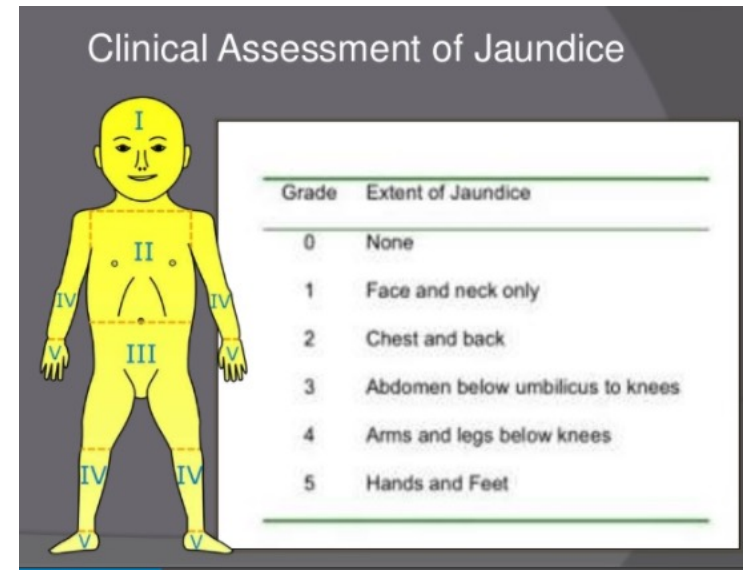 Clinical Assessment of Jaundice
I
II
IV
IV
V
V
III
IV
IV
V
V
Grade Extent of Jaundice
0 None
1 Face and neck only
2 Chest and back
3 Abdomen below umbilicus to knees
4 Arms and legs below knees
5 Hands and Feet